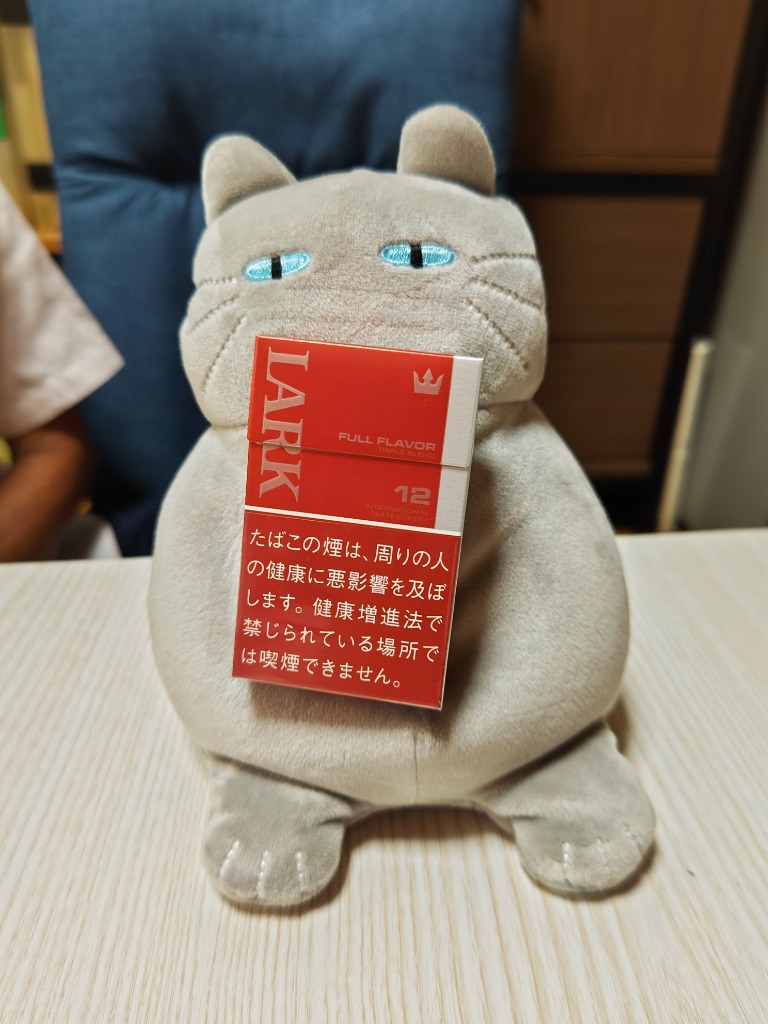 LARK
FULL FLAVOR
TRIPLE BLEND
12
INTERNATIONAL
TASTE EXPERT
たばこの煙は、周りの人
の健康に悪影響を及ぼ
します。健康増進法で
禁じられている場所で
は喫煙できません。